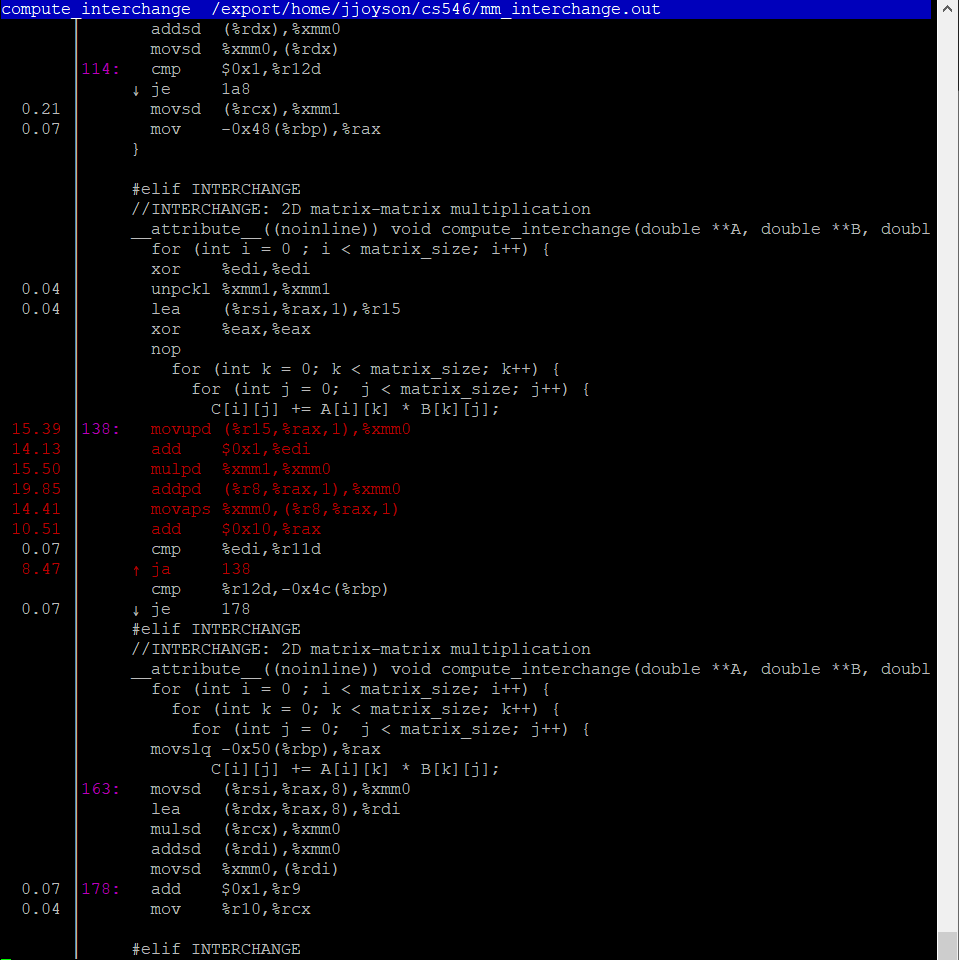 compute_interchange  /export/home/jjoyson/cs546/mm_interchange.out
addsd  (%rdx),%xmm0
movsd  %xmm0,(%rdx)
114:   cmp    $0x1,%r12d
↓ je     1a8
0.21   movsd  (%rcx),%xmm1
0.07   mov    -0x48(%rbp),%rax
}
#elif INTERCHANGE
//INTERCHANGE: 2D matrix-matrix multiplication
__attribute__((noinline)) void compute_interchange(double **A, double **B, doubl
for (int i = 0 ; i < matrix_size; i++) {
xor    %edi,%edi
0.04   unpckl %xmm1,%xmm1
0.04   lea    (%rsi,%rax,1),%r15
xor    %eax,%eax
nop
for (int k = 0; k < matrix_size; k++) {
for (int j = 0;  j < matrix_size; j++) {
C[i][j] += A[i][k] * B[k][j];
15.39  138:   movupd (%r15,%rax,1),%xmm0
14.13  add    $0x1,%edi
15.50  mulpd  %xmm1,%xmm0
19.85  addpd  (%r8,%rax,1),%xmm0
14.41  movaps %xmm0,(%r8,%rax,1)
10.51  add    $0x10,%rax
0.07   cmp    %edi,%r11d
8.47   ↑ ja     138
cmp    %r12d,-0x4c(%rbp)
0.07   ↓ je     178
#elif INTERCHANGE
//INTERCHANGE: 2D matrix-matrix multiplication
__attribute__((noinline)) void compute_interchange(double **A, double **B, doubl
for (int i = 0 ; i < matrix_size; i++) {
for (int k = 0; k < matrix_size; k++) {
for (int j = 0;  j < matrix_size; j++) {
movslq -0x50(%rbp),%rax
C[i][j] += A[i][k] * B[k][j];
163:   movsd  (%rsi,%rax,8),%xmm0
lea    (%rdx,%rax,8),%rdi
mulsd  (%rcx),%xmm0
addsd  (%rdi),%xmm0
movsd  %xmm0,(%rdi)
0.07   178:   add    $0x1,%r9
0.04   mov    %r10,%rcx
#elif INTERCHANGE